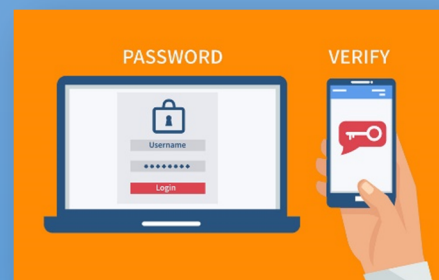 PASSWORD
VERIFY
Username
••••••••
Login